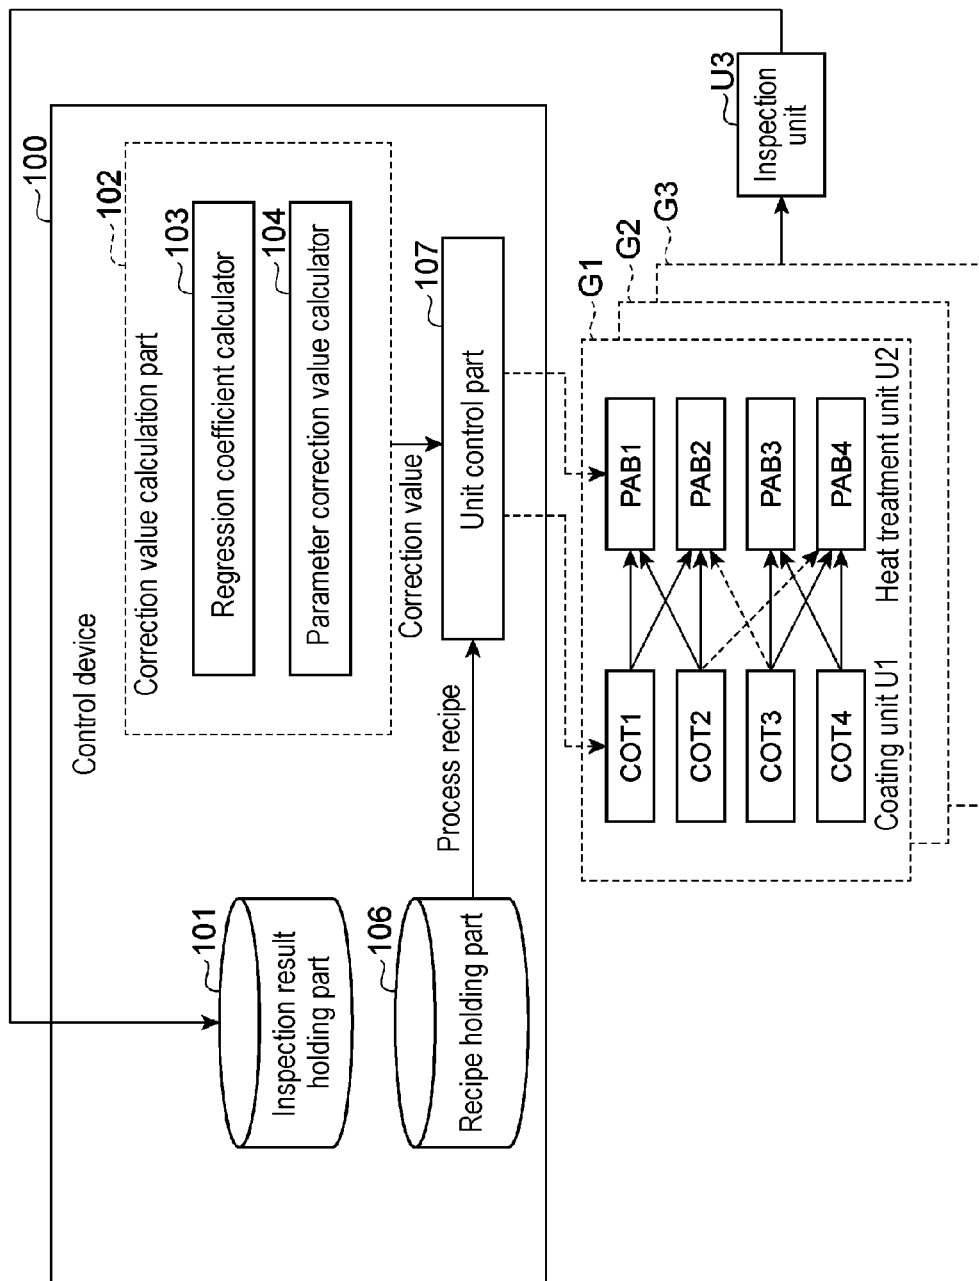 100
Control device
102
Correction value calculation part
103
Regression coefficient calculator
104
Parameter correction value calculator
101
Inspection result
holding part
106
Recipe holding part
Process recipe
Correction value
107
Unit control part
G1
G2
G3
U3
Inspection
unit
COT1
PAB1
COT2
PAB2
COT3
PAB3
COT4
PAB4
Coating unit U1
Heat treatment unit U2